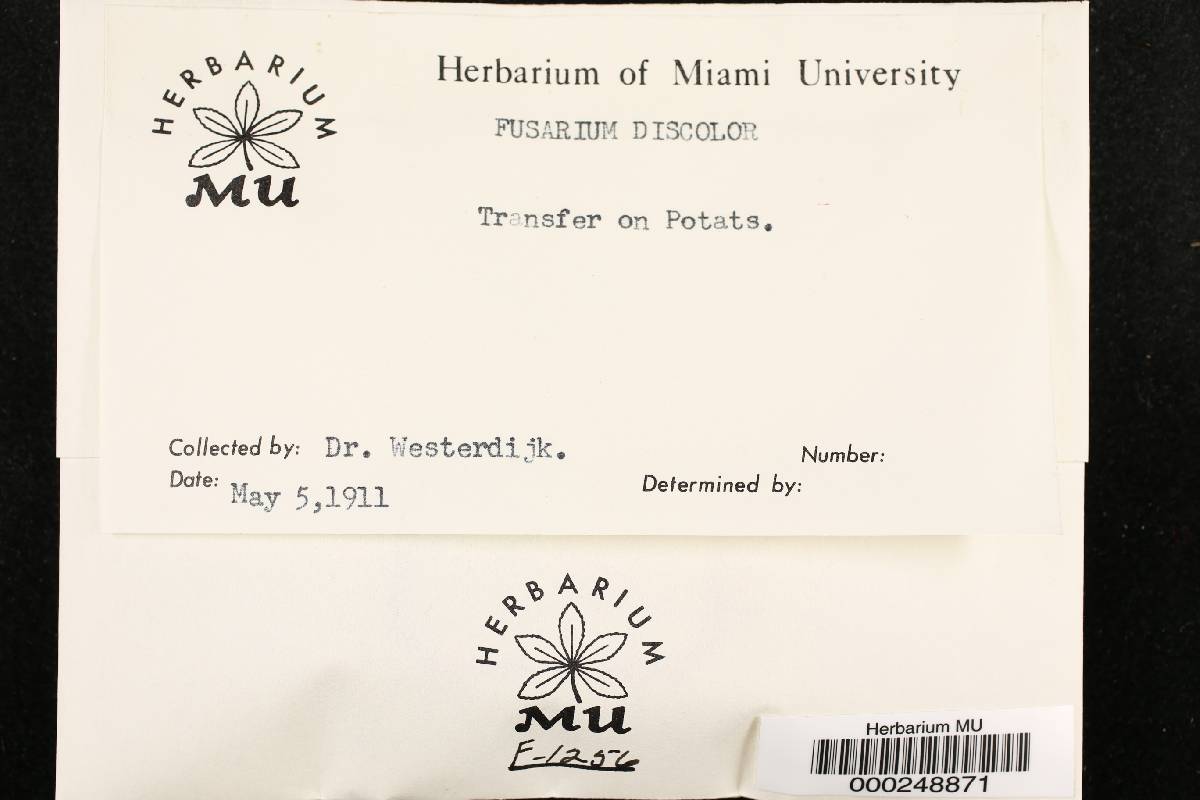 HERBARIUM
MU
Herbarium of Miami University
FUSARIUM DISCOLOR
Transfer on Potats.
Collected by: Dr. Westerdijk.
Number:
Date: May 5,1911
Determined by:
HERBARIUM
MU
F-1256
Herbarium MU
000248871